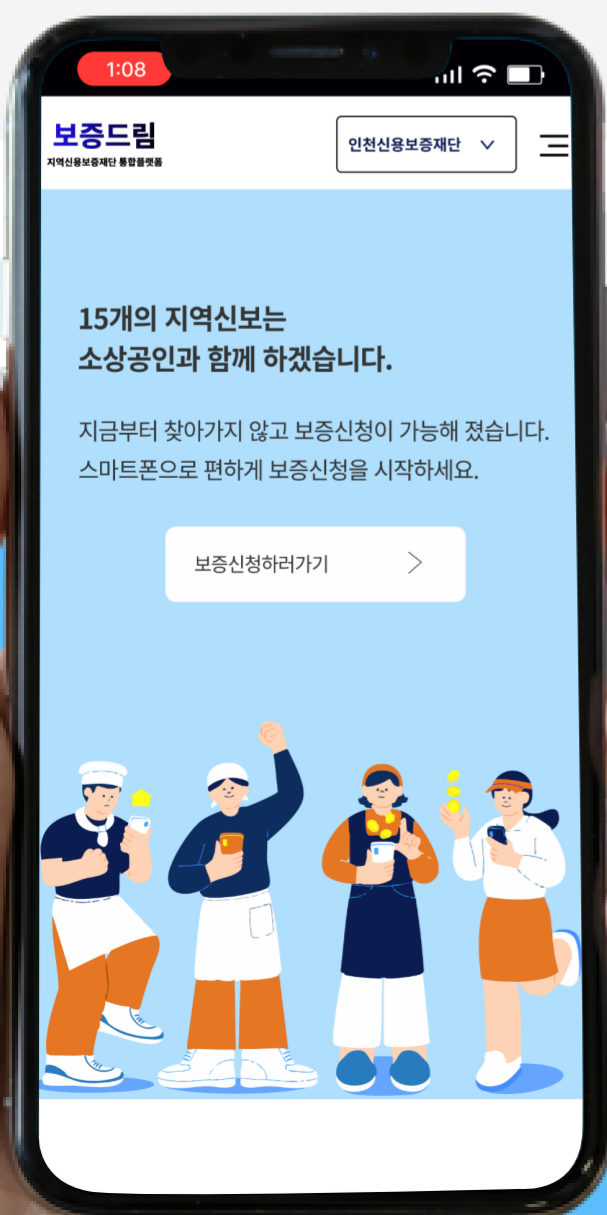 1:08
보증드림
지역신용보증재단 통합플랫폼
인천신용보증재단
15개의 지역신보는
소상공인과 함께 하겠습니다.
지금부터 찾아가지 않고 보증신청이 가능해 졌습니다.
스마트폰으로 편하게 보증신청을 시작하세요.
보증신청하러가기